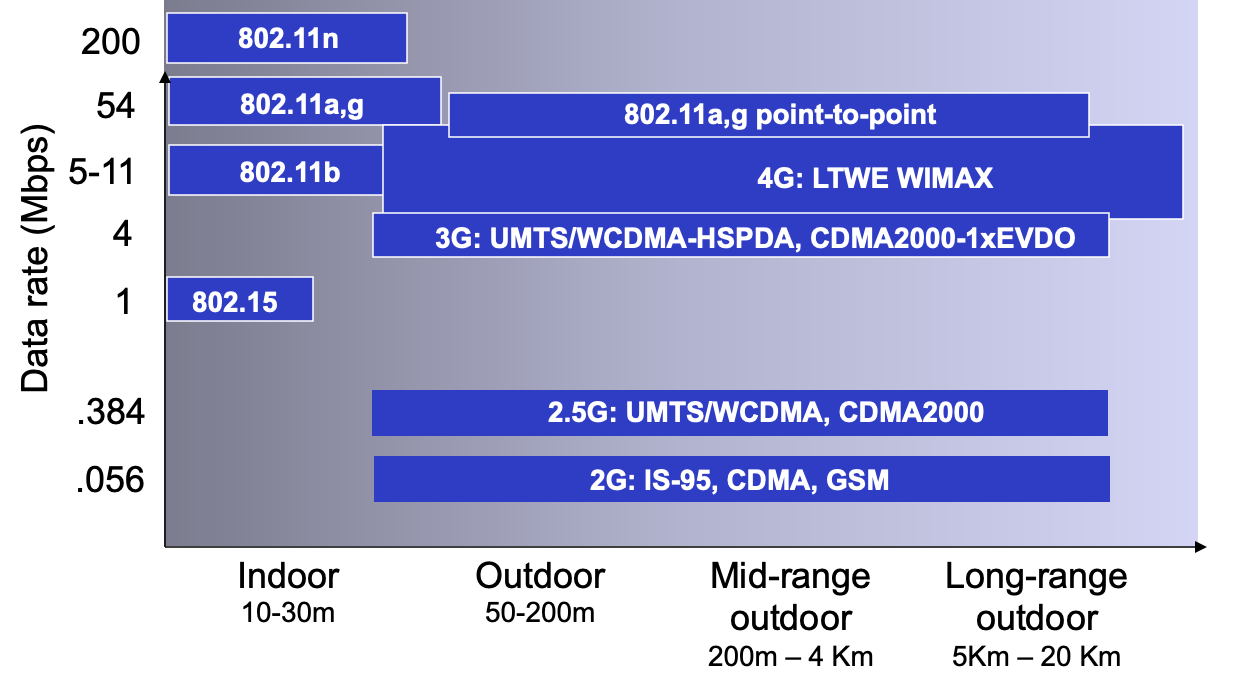 200
802.11n
54
802.11a,g
802.11a,g point-to-point
5-11
802.11b
4G: LTWE WIMAX
4
3G: UMTS/WCDMA-HSPDA, CDMA2000-1xEVDO
1
802.15
.384
2.5G: UMTS/WCDMA, CDMA2000
.056
2G: IS-95, CDMA, GSM
Data rate (Mbps)
Indoor
10-30m
Outdoor
50-200m
Mid-range
outdoor
200m – 4 Km
Long-range
outdoor
5Km – 20 Km